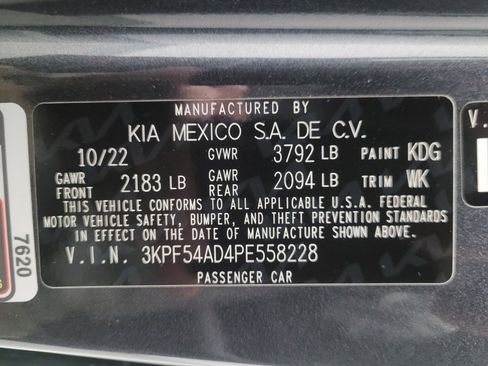 MANUFACTURED BY
KIA MEXICO S.A. DE C.V.
10/22 GVWR 3792 LB PAINT KDG
GAWR FRONT 2183 LB GAWR REAR 2094 LB TRIM WK
THIS VEHICLE CONFORMS TO ALL APPLICABLE U.S.A. FEDERAL
MOTOR VEHICLE SAFETY, BUMPER, AND THEFT PREVENTION STANDARDS
IN EFFECT ON THE DATE OF MANUFACTURE SHOWN ABOVE.
V.I.N. 3KPF54AD4PE558228
PASSENGER CAR
7620
V.I